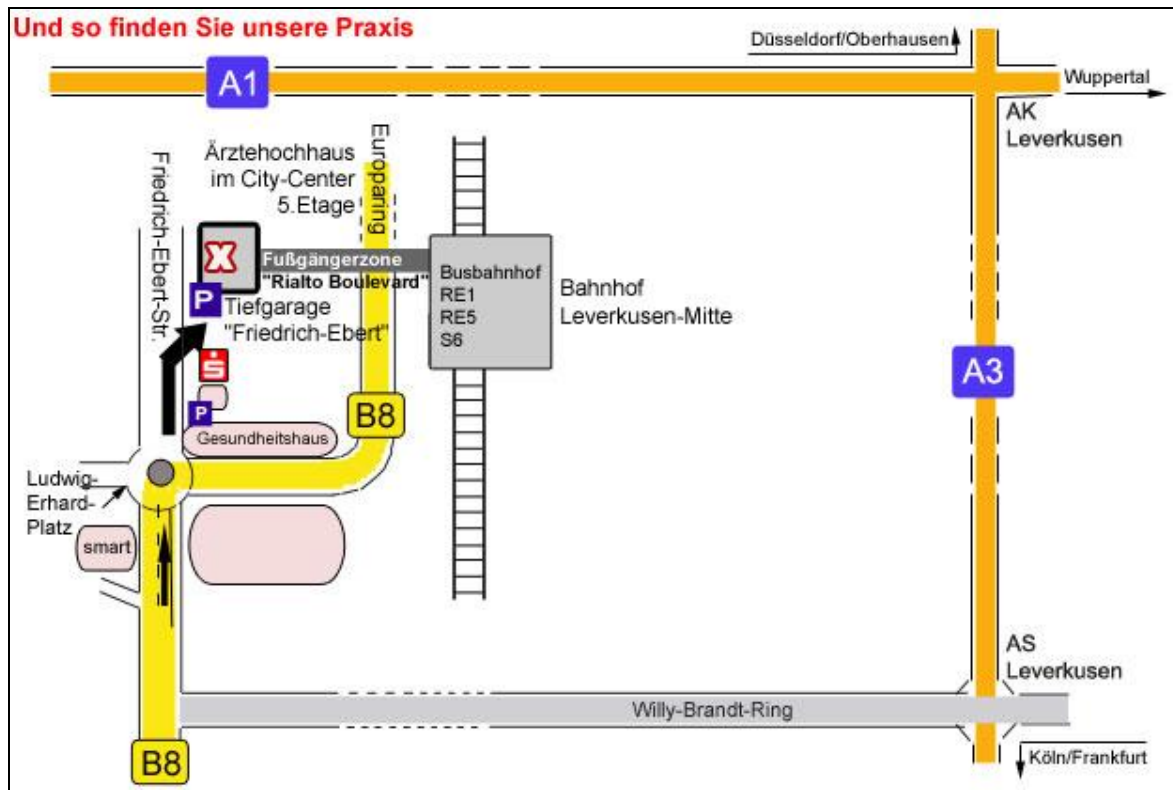 Und so finden Sie unsere Praxis
Düsseldorf/Oberhausen
A1
Wuppertal
AK
Leverkusen
Friedrich-Ebert-Str.
Ärztehochhaus
im City-Center
5.Etage
Europaring
X
Fußgängerzone
"Rialto Boulevard"
Busbahnhof
RE1
RE5
S6
Bahnhof
Leverkusen-Mitte
P
Tiefgarage
"Friedrich-Ebert"
A3
S
P
B8
Gesundheitshaus
Ludwig-
Erhard-
Platz
smart
AS
Leverkusen
Willy-Brandt-Ring
B8
Köln/Frankfurt